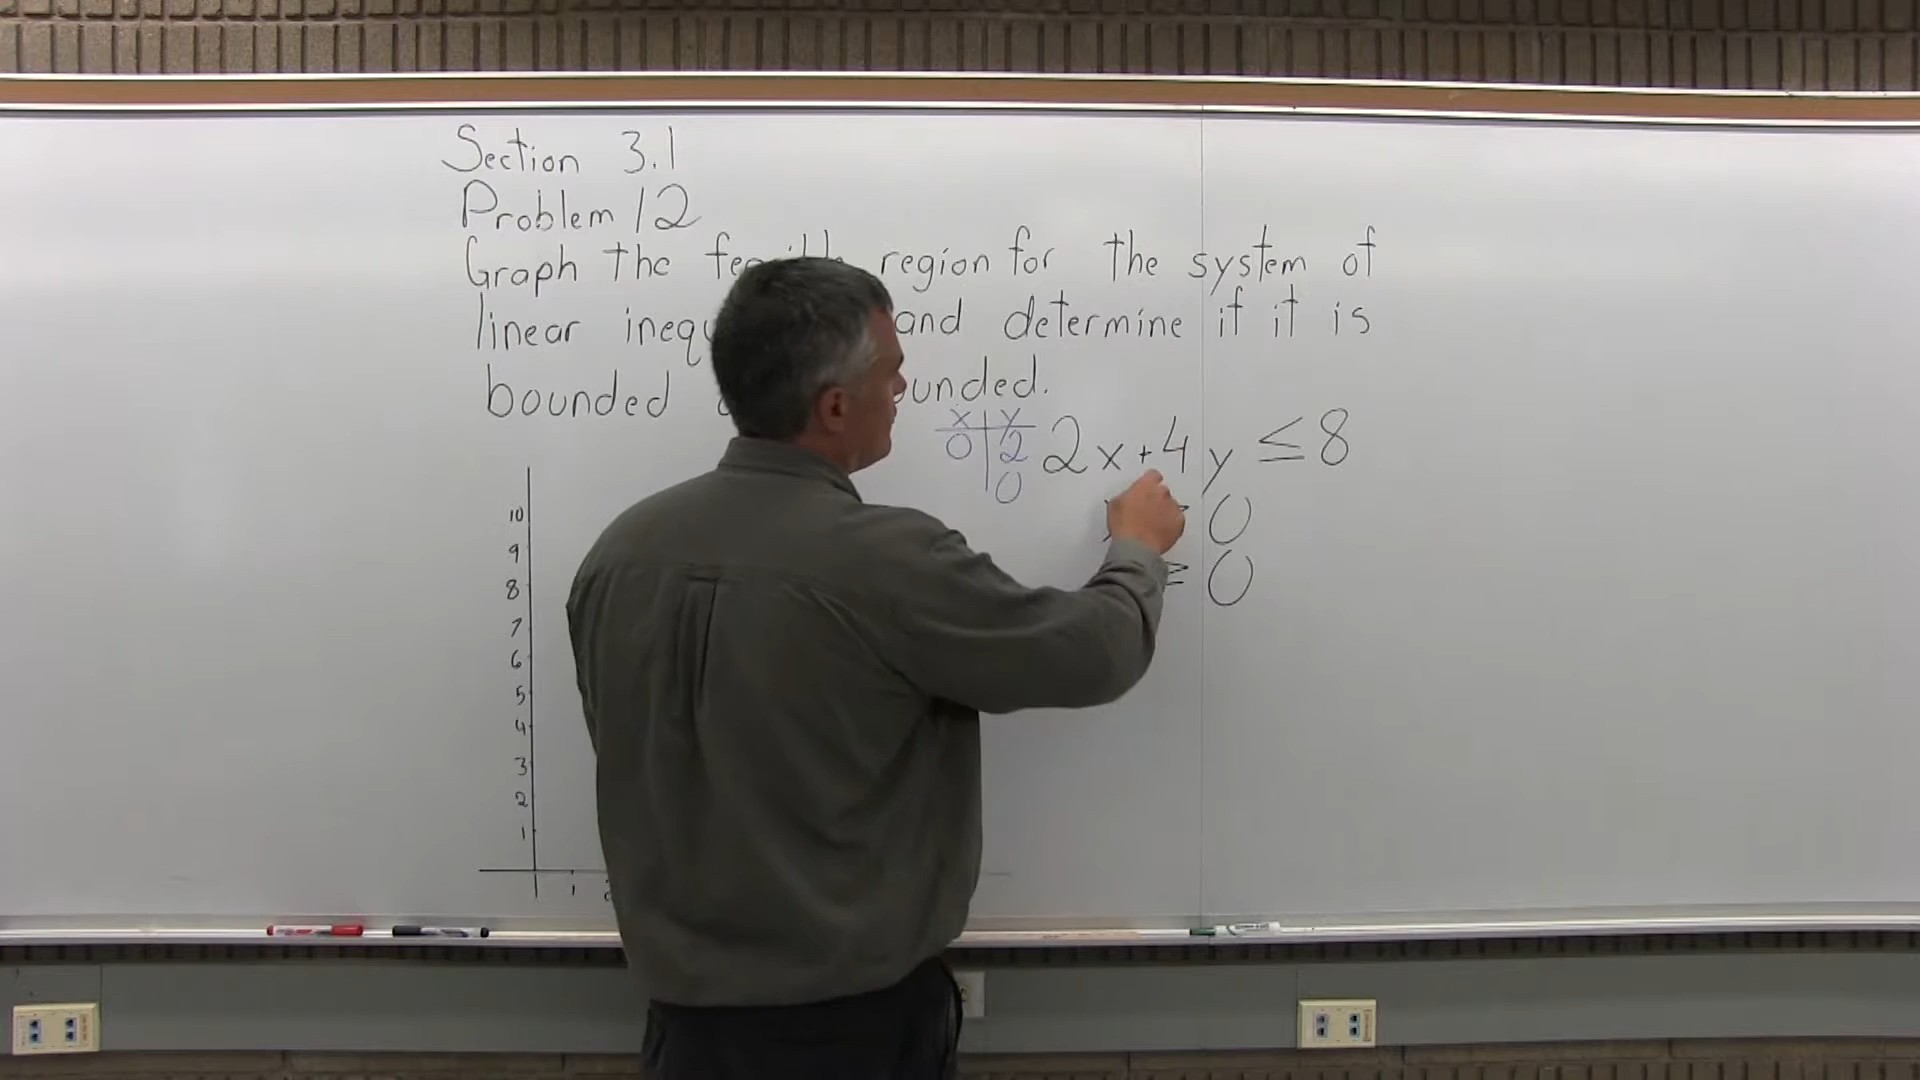 Section 3.1
Problem 12
Graph the region for the system of
linear and determine if it is
bounded
x y
0 2
0
2x + 4y ≤ 8
0
0
10
9
8
7
6
5
4
3
2
1
1